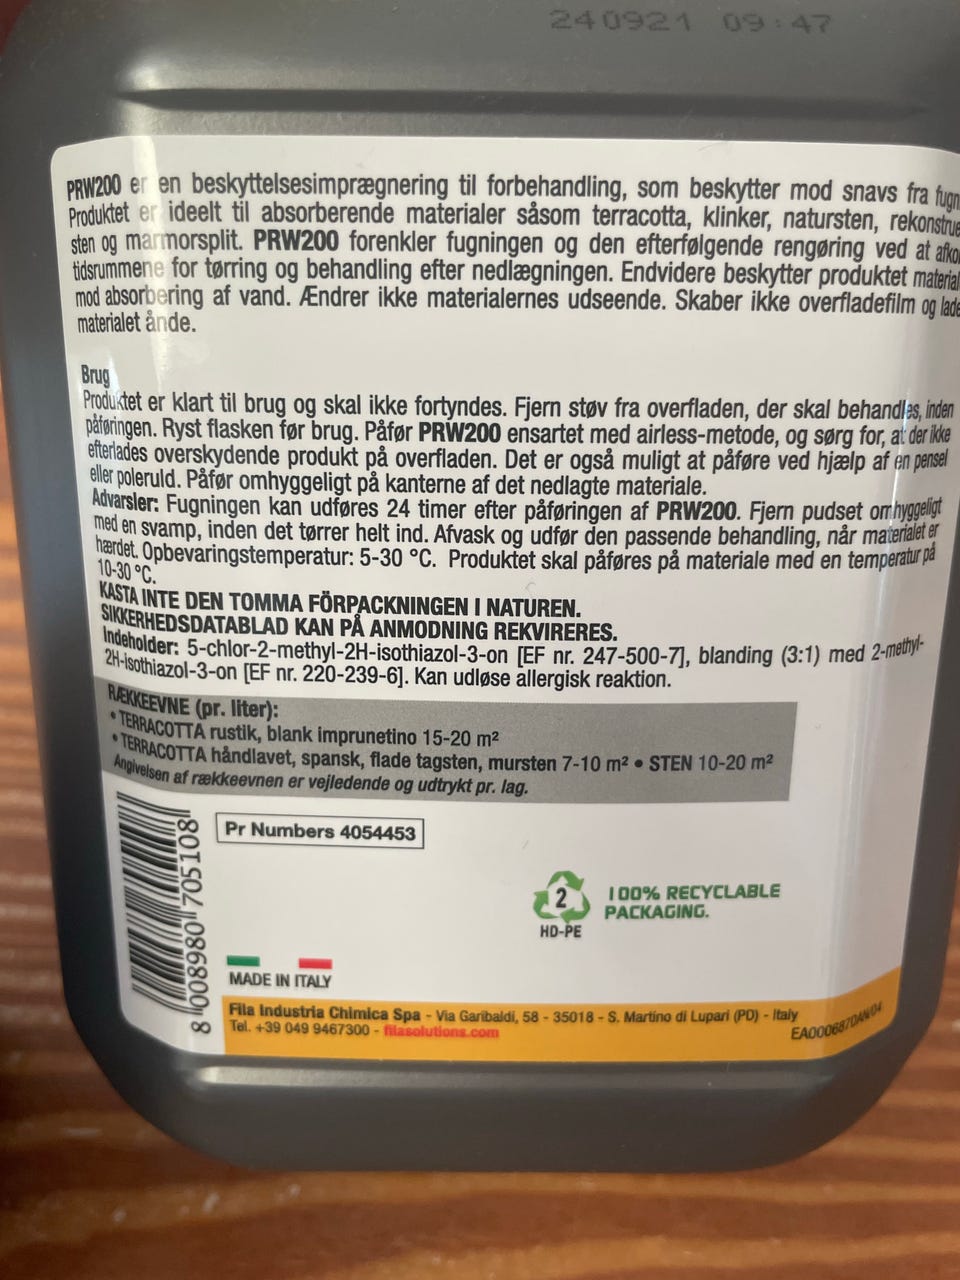 240921 09:47
PRW200 er en beskyttelsesimprægnering til forbehandling, som beskytter mod snavs fra
Produktet er ideelt til absorberende materialer såsom terracotta, klinker, natursten,
sten og marmorsplit. PRW200 forenkler fugningen og den efterfølgende rengøring ved at
tidsrummene for tørring og behandling efter nedlægningen. Endvidere beskytter produktet
mod absorbering af vand. Ændrer ikke materialernes udseende. Skaber ikke overfladefilm og
materialet ånde.
Brug
Produktet er klart til brug og skal ikke fortyndes. Fjern støv fra overfladen, der skal behandles, inden
påføringen. Ryst flasken før brug. Påfør PRW200 ensartet med airless-metode, og sørg for, at der ikke
efterlades overskydende produkt på overfladen. Det er også muligt at påføre ved hjælp af en pensel
eller poleruld. Påfør omhyggeligt på kanterne af det nedlagte materiale.
Advarsler: Fugningen kan udføres 24 timer efter påføringen af PRW200. Fjern pudset omhyggeligt
med en svamp, inden det tørrer helt ind. Afvask og udfør den passende behandling, når materialet er
hærdet. Opbevaringstemperatur: 5-30 °C. Produktet skal påføres på materiale med en temperatur på
10-30 °C.
KASTA INTE DEN TOMMA FÖRPACKNINGEN I NATUREN.
SIKKERHEDSDATABLAD KAN PÅ ANMODNING REKVIRERES.
Indeholder: 5-chlor-2-methyl-2H-isothiazol-3-on [EF nr. 247-500-7], blanding (3:1) med 2-methyl-
2H-isothiazol-3-on [EF nr. 220-239-6]. Kan udløse allergisk reaktion.
RÆKKEEVNE (pr. liter):
• TERRACOTTA rustik, blank imprunetino 15-20 m²
• TERRACOTTA håndlavet, spansk, flade tagsten, mursten 7-10 m² • STEN 10-20 m²
Angivelsen af rækkeevnen er vejledende og udtrykt pr. lag.
8 008980 705108
Pr Numbers 4054453
2
HD-PE
100% RECYCLABLE
PACKAGING.
MADE IN ITALY
Fila Industria Chimica Spa - Via Garibaldi, 58 - 35018 - S. Martino di Lupari (PD) - Italy
Tel. +39 049 9467300 - filasolutions.com
EA0006870AN/04